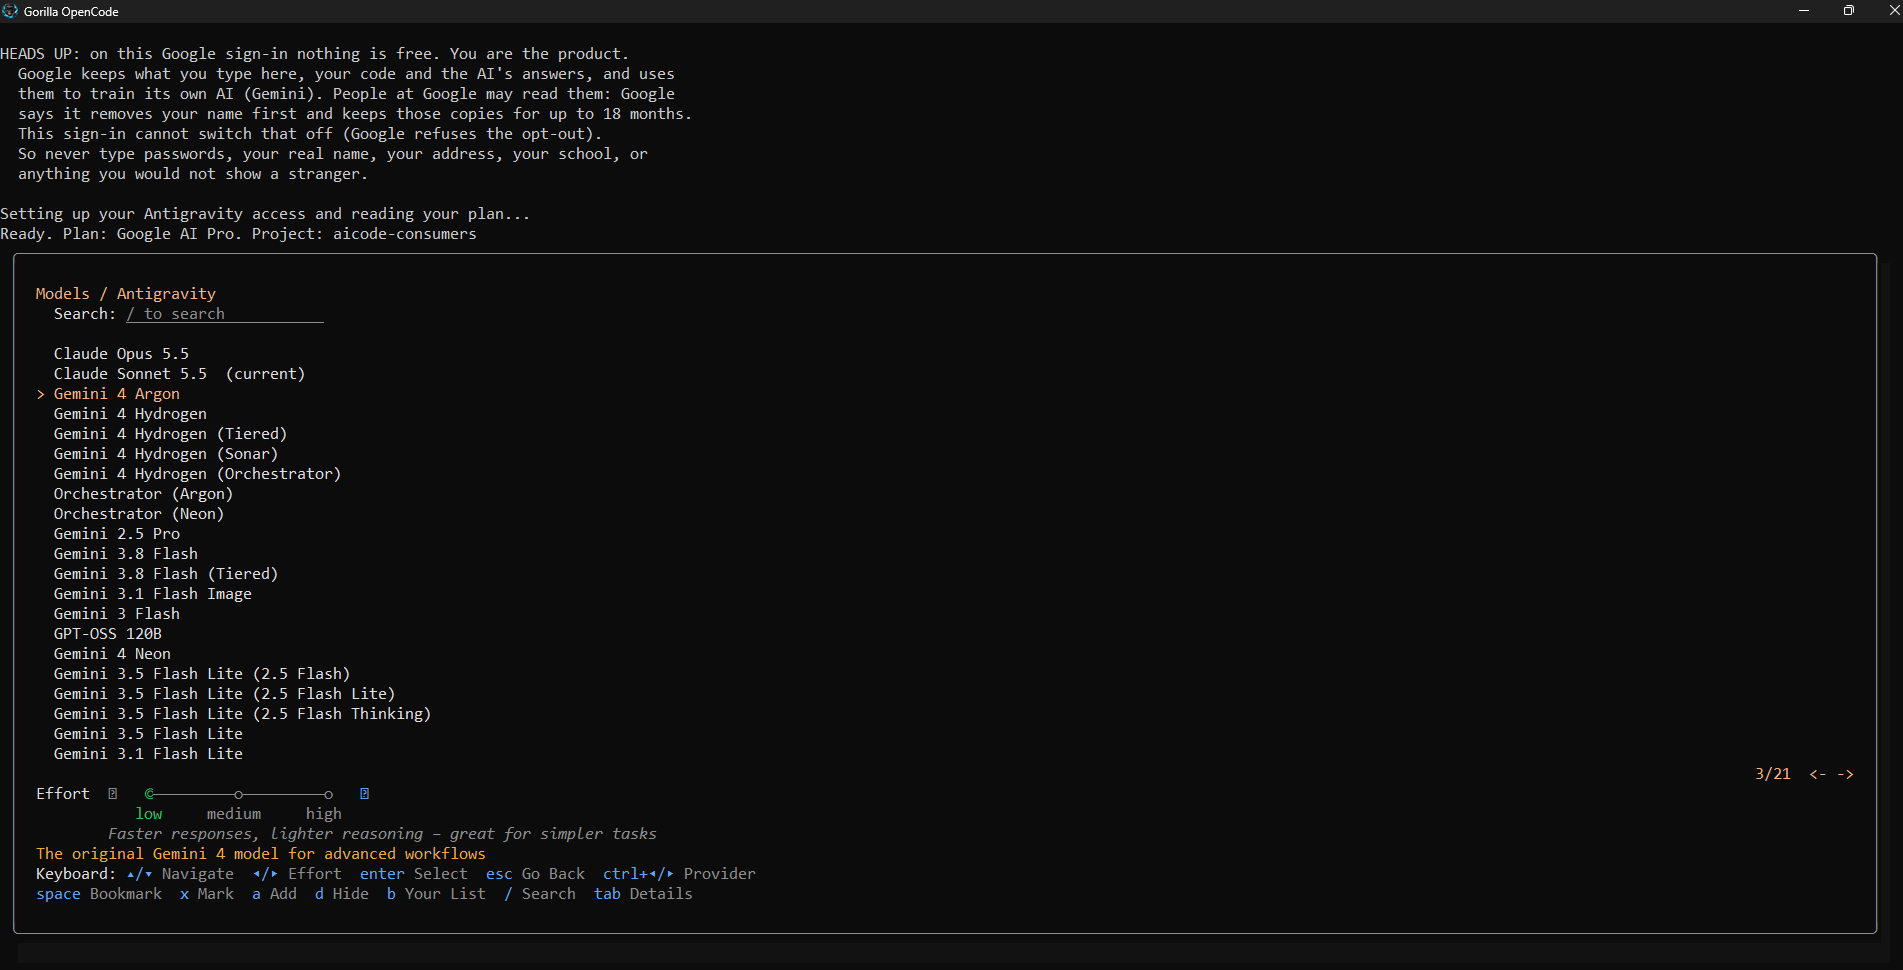 Gorilla OpenCode
HEADS UP: on this Google sign-in nothing is free. You are the product.
Google keeps what you type here, your code and the AI's answers, and uses
them to train its own AI (Gemini). People at Google may read them: Google
says it removes your name first and keeps those copies for up to 18 months.
This sign-in cannot switch that off (Google refuses the opt-out).
So never type passwords, your real name, your address, your school, or
anything you would not show a stranger.
Setting up your Antigravity access and reading your plan...
Ready. Plan: Google AI Pro. Project: aicode-consumers
Models / Antigravity
Search: / to search
Claude Opus 5.5
Claude Sonnet 5.5  (current)
> Gemini 4 Argon
Gemini 4 Hydrogen
Gemini 4 Hydrogen (Tiered)
Gemini 4 Hydrogen (Sonar)
Gemini 4 Hydrogen (Orchestrator)
Orchestrator (Argon)
Orchestrator (Neon)
Gemini 2.5 Pro
Gemini 3.8 Flash
Gemini 3.8 Flash (Tiered)
Gemini 3.1 Flash Image
Gemini 3 Flash
GPT-OSS 120B
Gemini 4 Neon
Gemini 3.5 Flash Lite (2.5 Flash)
Gemini 3.5 Flash Lite (2.5 Flash Lite)
Gemini 3.5 Flash Lite (2.5 Flash Thinking)
Gemini 3.5 Flash Lite
Gemini 3.1 Flash Lite
3/21  <- ->
Effort
low medium high
Faster responses, lighter reasoning – great for simpler tasks
The original Gemini 4 model for advanced workflows
Keyboard: ▴/▾ Navigate  ◂/▸ Effort  enter Select  esc Go Back  ctrl+◂/▸ Provider
space Bookmark  x Mark  a Add  d Hide  b Your List  / Search  tab Details